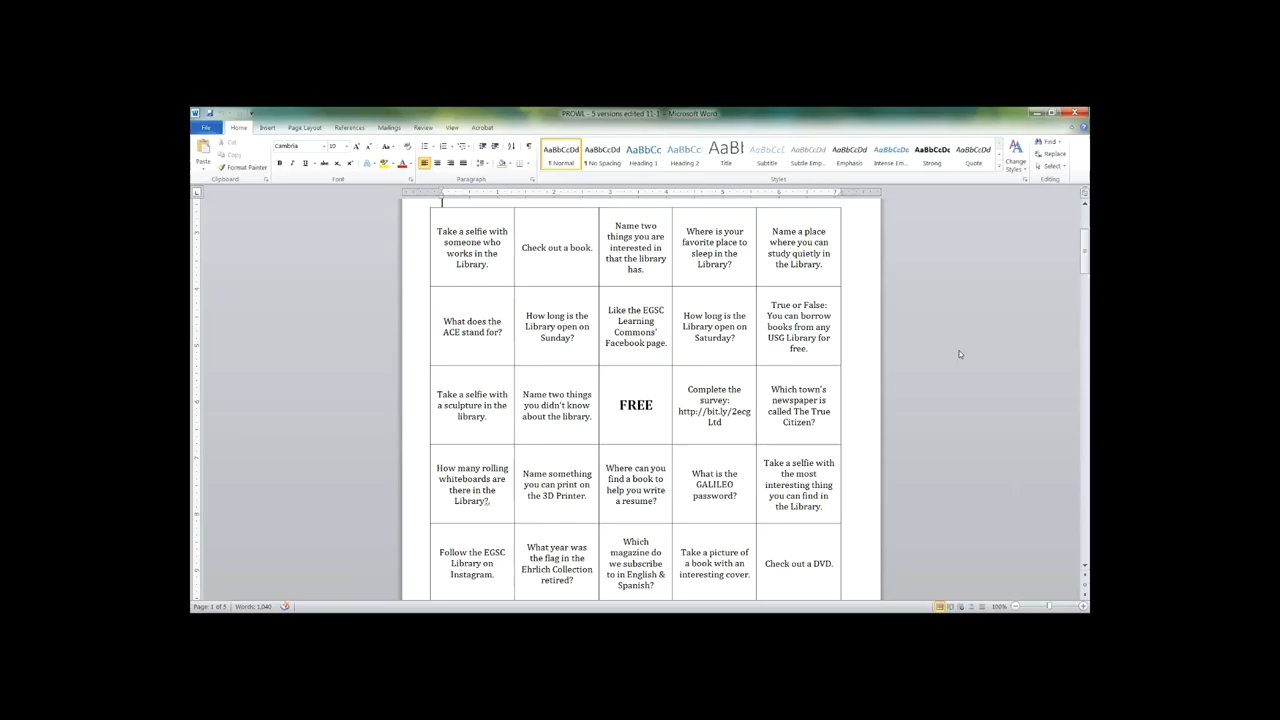 PROWL - 5 versions edited 11-1 - Microsoft Word
File Home Insert Page Layout References Mailings Review View Acrobat
Paste
Cut
Copy
Format Painter
Clipboard
Cambria 10
Font
Paragraph
AaBbCcDd AaBbCcDd AaBbCc AaBbCc AaBbCcDd AaBbCcDd AaBbCcDd AaBbCcDd AaBbCcDd AaBbCcDd
¶ Normal ¶ No Spacing Heading 1 Heading 2 Title Subtitle Subtle Emp... Emphasis Intense Em... Strong Quote
Change
Styles
Styles
Find
Replace
Select
Editing
Take a selfie with
someone who
works in the
Library.
Check out a book.
Name two
things you are
interested in
that the library
has.
Where is your
favorite place to
sleep in the
Library?
Name a place
where you can
study quietly in
the Library.
What does the
ACE stand for?
How long is the
Library open on
Sunday?
Like the EGSC
Learning
Commons'
Facebook page.
How long is the
Library open on
Saturday?
True or False:
You can borrow
books from any
USG Library for
free.
Take a selfie with
a sculpture in the
library.
Name two things
you didn't know
about the library.
FREE
Complete the
survey:
http://bit.ly/2ecg
Ltd
Which town's
newspaper is
called The True
Citizen?
How many rolling
whiteboards are
there in the
Library?.
Name something
you can print on
the 3D Printer.
Where can you
find a book to
help you write
a resume?
What is the
GALILEO
password?
Take a selfie with
the most
interesting thing
you can find in
the Library.
Follow the EGSC
Library on
Instagram.
What year was
the flag in the
Ehrlich Collection
retired?
Which
magazine do
we subscribe
to in English &
Spanish?
Take a picture of
a book with an
interesting cover.
Check out a DVD.
Page: 1 of 5 Words: 1,040 100%